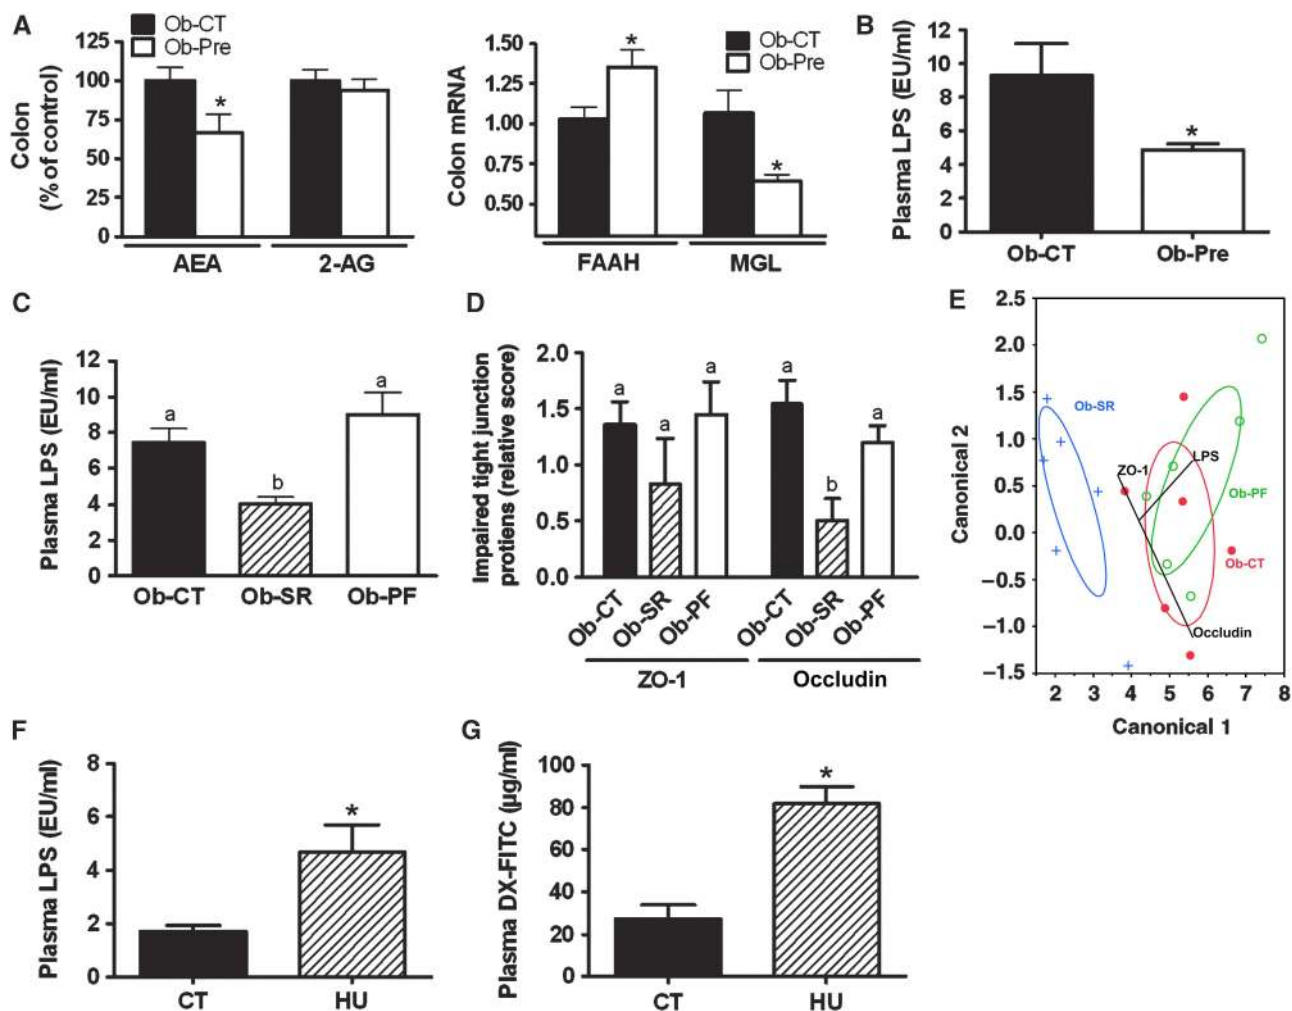 A
Ob-CT
Ob-Pre
Colon
(% of control)
125
100
75
50
25
0
*
AEA
2-AG
Ob-CT
Ob-Pre
Colon mRNA
1.50
1.25
1.00
0.75
0.50
*
*
FAAH
MGL
B
Plasma LPS (EU/ml)
12
10
8
6
4
2
0
*
Ob-CT
Ob-Pre
C
Plasma LPS (EU/ml)
12
10
8
6
4
2
0
a
b
a
Ob-CT
Ob-SR
Ob-PF
D
Impaired tight junction
protiens (relative score)
2.0
1.5
1.0
0.5
0.0
a
a
a
a
b
a
Ob-CT
Ob-SR
Ob-PF
Ob-CT
Ob-SR
Ob-PF
ZO-1
Occludin
E
Canonical 2
2.5
2.0
1.5
1.0
0.5
0.0
−0.5
−1.0
−1.5
Ob-SR
ZO-1
LPS
Ob-PF
Ob-CT
Occludin
2 3 4 5 6 7 8
Canonical 1
F
Plasma LPS (EU/ml)
8
6
4
2
0
*
CT
HU
G
Plasma DX-FITC (µg/ml)
100
80
60
40
20
0
*
CT
HU